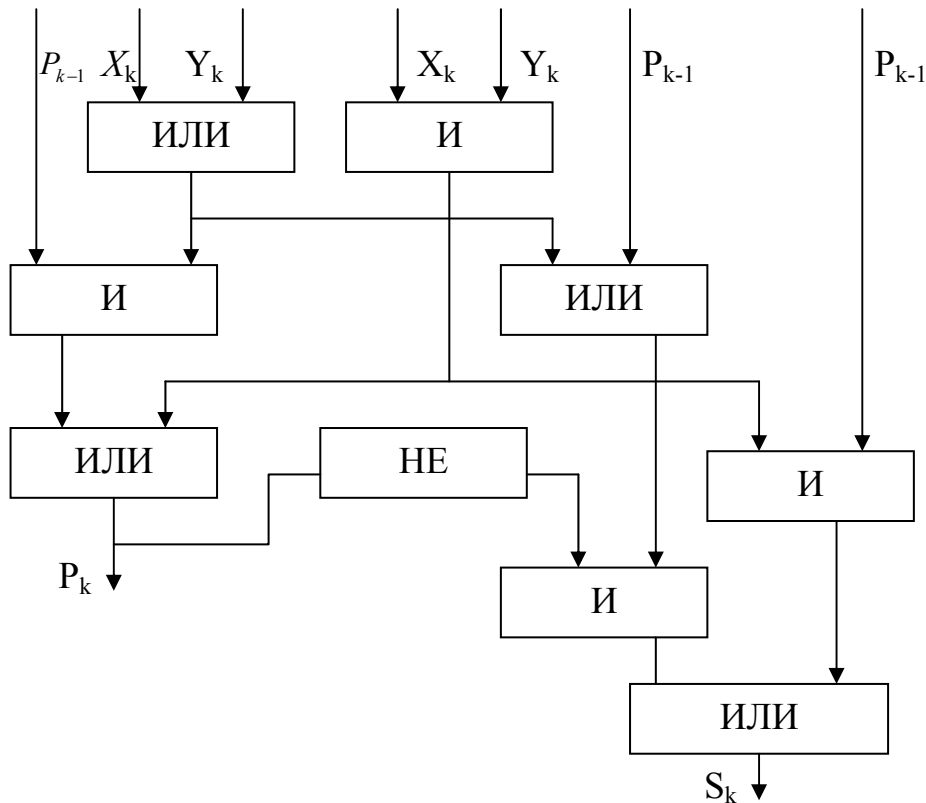 P_{k-1} X_k Y_k X_k Y_k P_{k-1} P_{k-1}
ИЛИ И
И ИЛИ
ИЛИ НЕ И
P_k И
ИЛИ
S_k